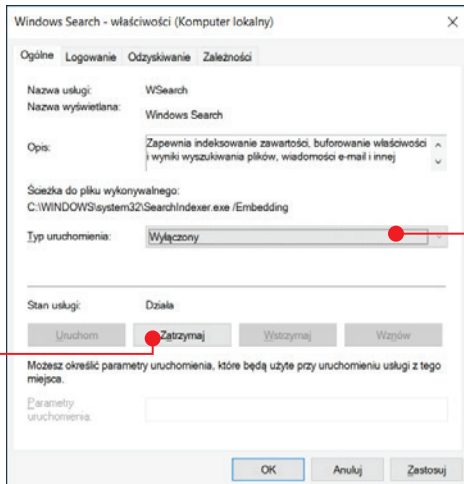 Windows Search - właściwości (Komputer lokalny)
Ogólne Logowanie Odzyskiwanie Zależności
Nazwa usługi: WSearch
Nazwa wyświetlana: Windows Search
Opis: Zapewnia indeksowanie zawartości, buforowanie właściwości
i wyniki wyszukiwania plików, wiadomości e-mail i innej
Ścieżka do pliku wykonywalnego:
C:\WINDOWS\system32\SearchIndexer.exe /Embedding
Typ uruchomienia: Wyłączony
Stan usługi: Działa
Uruchom Zatrzymaj Wstrzymaj Wznów
Możesz określić parametry uruchomienia, które będą użyte przy uruchomieniu usługi z tego
miejsca.
Parametry
uruchomienia:
OK Anuluj Zastosuj